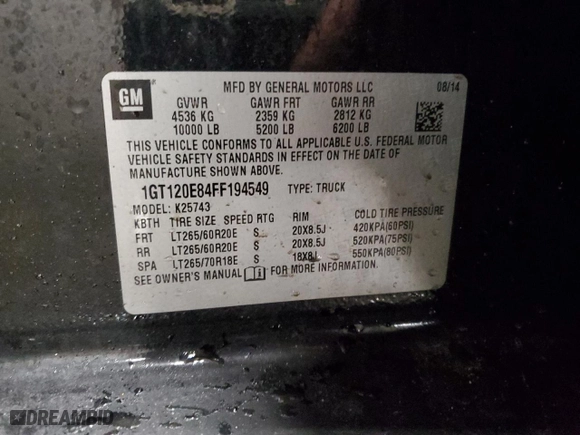 GM
MFD BY GENERAL MOTORS LLC 08/14
GVWR GAWR FRT GAWR RR
4536 KG 2359 KG 2812 KG
10000 LB 5200 LB 6200 LB
THIS VEHICLE CONFORMS TO ALL APPLICABLE U.S. FEDERAL MOTOR
VEHICLE SAFETY STANDARDS IN EFFECT ON THE DATE OF
MANUFACTURE SHOWN ABOVE.
1GT120E84FF194549 TYPE: TRUCK
MODEL: K25743
KBTH TIRE SIZE SPEED RTG RIM COLD TIRE PRESSURE
FRT LT265/60R20E S 20X8.5J 420KPA(60PSI)
RR LT265/60R20E S 20X8.5J 520KPA(75PSI)
SPA LT265/70R18E S 18X8J 550KPA(80PSI)
SEE OWNER'S MANUAL FOR MORE INFORMATION.
DREAMBID